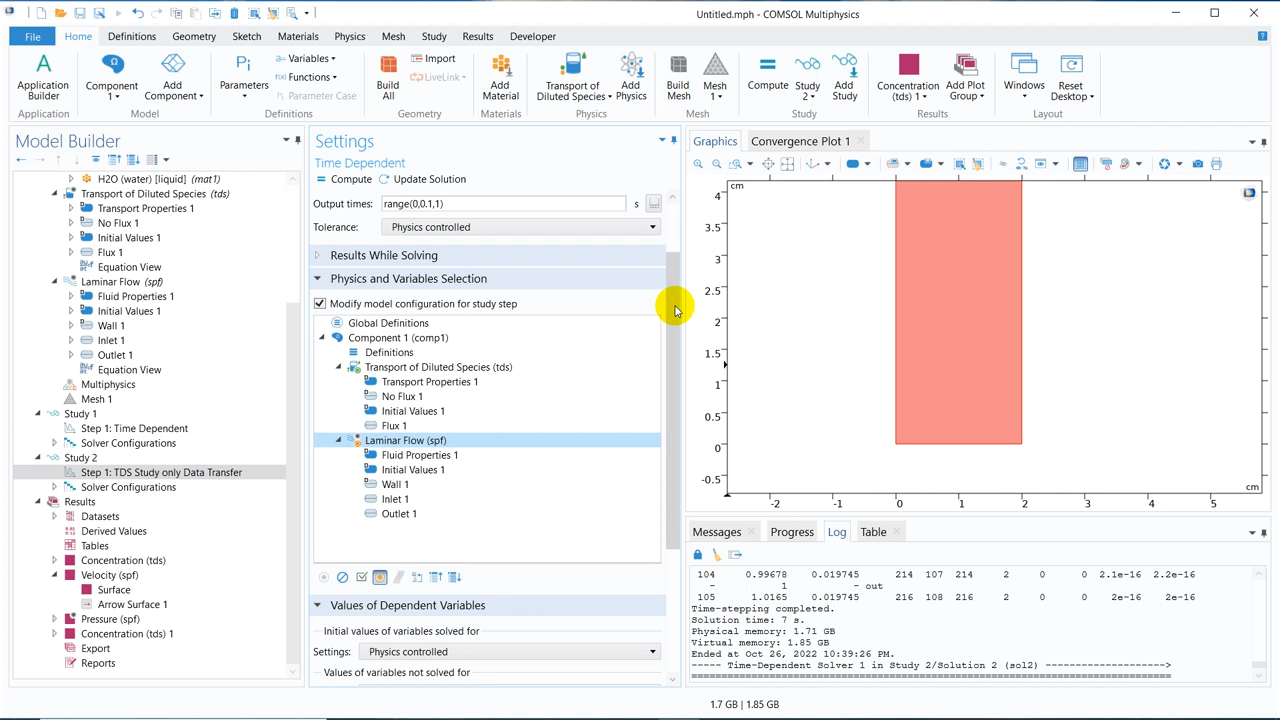 Untitled.mph - COMSOL Multiphysics
File Home Definitions Geometry Sketch Materials Physics Mesh Study Results Developer
Application Builder
Component 1
Add Component
Parameters
Variables
Functions
Parameter Case
Import
LiveLink
Build All
Add Material
Transport of Diluted Species
Add Physics
Build Mesh
Mesh 1
Compute
Study 2
Add Study
Concentration (tds) 1
Add Plot Group
Windows
Reset Desktop
Application Model Definitions Geometry Materials Physics Mesh Study Results Layout
Model Builder
H2O (water) [liquid] (mat1)
Transport of Diluted Species (tds)
Transport Properties 1
No Flux 1
Initial Values 1
Flux 1
Equation View
Laminar Flow (spf)
Fluid Properties 1
Initial Values 1
Wall 1
Inlet 1
Outlet 1
Equation View
Multiphysics
Mesh 1
Study 1
Step 1: Time Dependent
Solver Configurations
Study 2
Step 1: TDS Study only Data Transfer
Solver Configurations
Results
Datasets
Derived Values
Tables
Concentration (tds)
Velocity (spf)
Surface
Arrow Surface 1
Pressure (spf)
Concentration (tds) 1
Export
Reports
Settings
Time Dependent
Compute Update Solution
Output times: range(0,0.1,1) s
Tolerance: Physics controlled
Results While Solving
Physics and Variables Selection
Modify model configuration for study step
Global Definitions
Component 1 (comp1)
Definitions
Transport of Diluted Species (tds)
Transport Properties 1
No Flux 1
Initial Values 1
Flux 1
Laminar Flow (spf)
Fluid Properties 1
Initial Values 1
Wall 1
Inlet 1
Outlet 1
Values of Dependent Variables
Initial values of variables solved for
Settings: Physics controlled
Values of variables not solved for
Graphics Convergence Plot 1
cm
4
3.5
3
2.5
2
1.5
1
0.5
0
-0.5
cm
-2 -1 0 1 2 3 4 5
Messages Progress Log Table
104 0.99678 0.019745 214 107 214 2 0 0 2.1e-16 2.2e-16
- 1 - out
105 1.0165 0.019745 216 108 216 2 0 0 2e-16 2e-16
Time-stepping completed.
Solution time: 7 s.
Physical memory: 1.71 GB
Virtual memory: 1.85 GB
Ended at Oct 26, 2022 10:39:26 PM.
----- Time-Dependent Solver 1 in Study 2/Solution 2 (sol2) -------------------->
1.7 GB | 1.85 GB